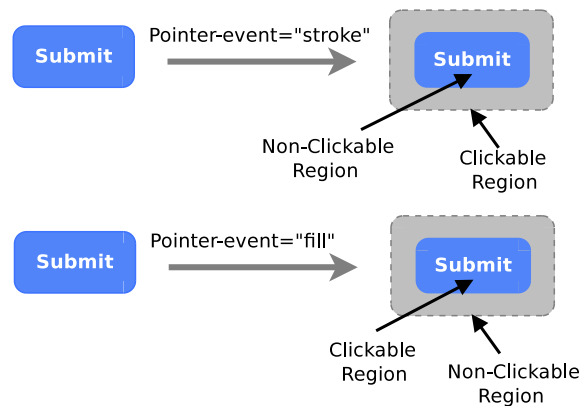 Submit
Pointer-event="stroke"
Submit
Non-Clickable
Region
Clickable
Region
Submit
Pointer-event="fill"
Submit
Clickable
Region
Non-Clickable
Region